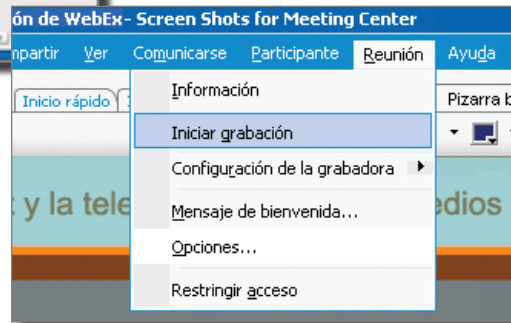 ón de WebEx - Screen Shots for Meeting Center
mpartir Ver Comunicarse Participante Reunión Ayuda
Inicio rápido Pizarra b
Información
Iniciar grabación
Configuración de la grabadora
Mensaje de bienvenida...
Opciones...
Restringir acceso
y la tele edios